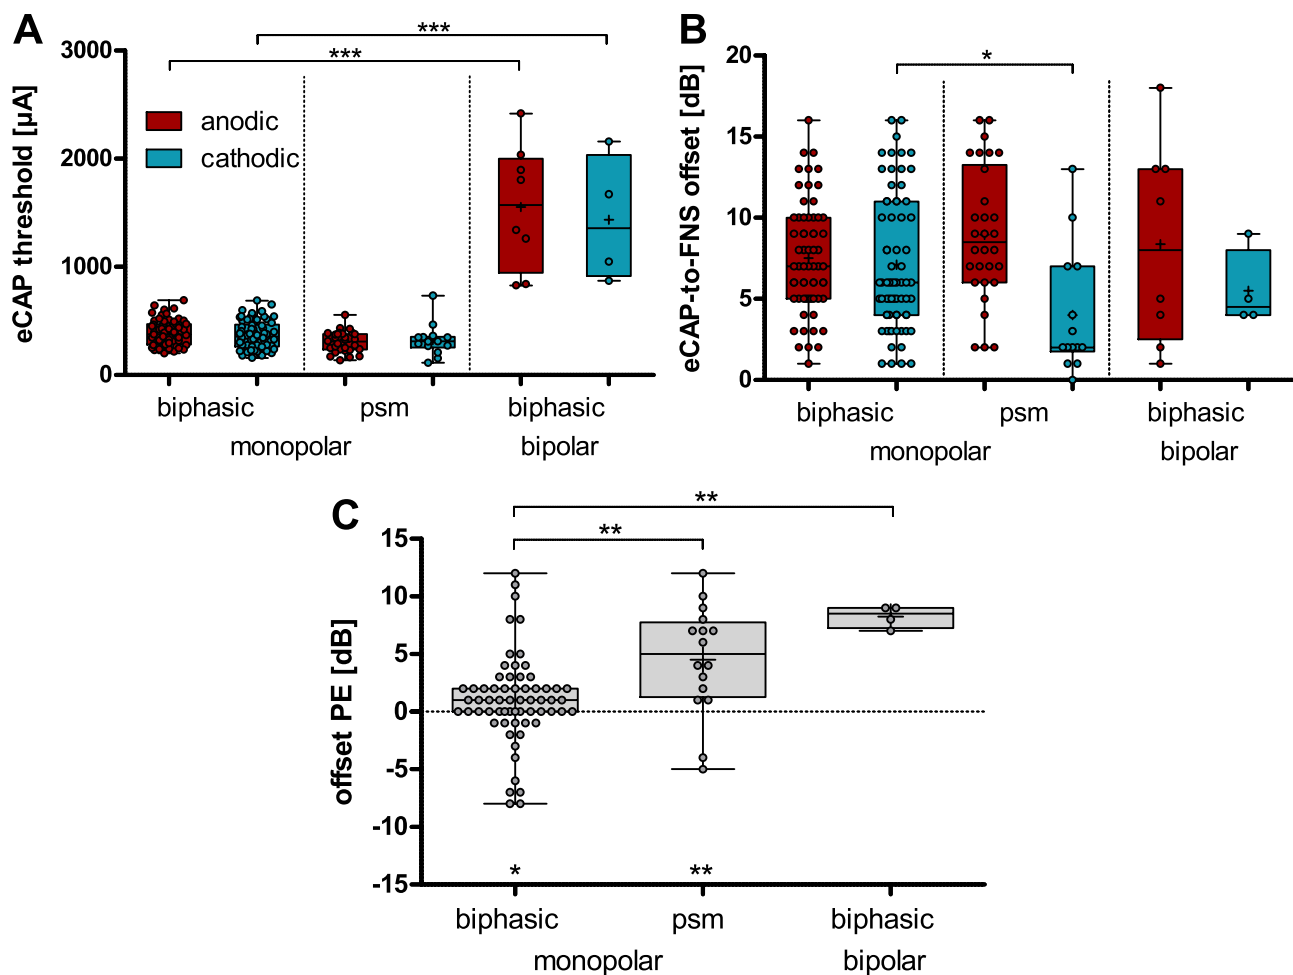 A
eCAP threshold [µA]
3000
2000
1000
0
***
***
anodic
cathodic
biphasic psm biphasic
monopolar bipolar
B
eCAP-to-FNS offset [dB]
20
15
10
5
0
*
biphasic psm biphasic
monopolar bipolar
C
offset PE [dB]
15
10
5
0
-5
-10
-15
**
**
* **
biphasic psm biphasic
monopolar bipolar